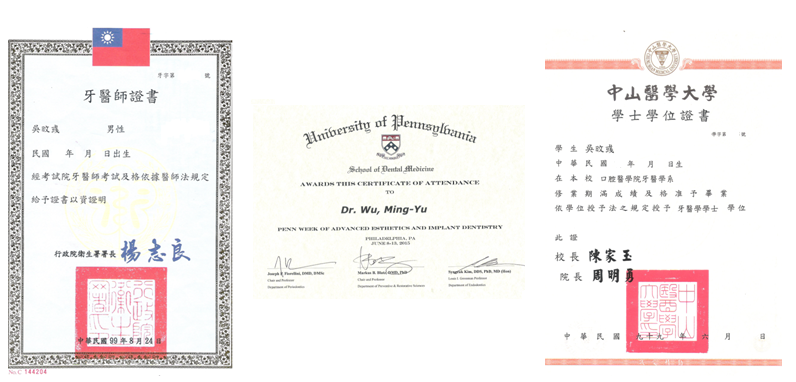 牙字第 號
牙醫師證書
吳旼彧 男性
民國 年 月 日出生
經考試院牙醫師考試及格依據醫師法規定
給予證書以資證明
行政院衛生署署長 楊志良
中華民國 99 年 8 月 24 日
No.C 144204
University of Pennsylvania
School of Dental Medicine
AWARDS THIS CERTIFICATE OF ATTENDANCE
TO
Dr. Wu, Ming-Yu
PENN WEEK OF ADVANCED ESTHETICS AND IMPLANT DENTISTRY
PHILADELPHIA, PA
JUNE 8-13, 2015
Joseph P. Fiorellini, DMD, DMSc
Chair and Professor
Department of Periodontics
Markus B. Blatz, DMD, PhD
Chair and Professor
Department of Preventive & Restorative Sciences
Syngcuk Kim, DDS, PhD, MD (Hon)
Louis I. Grossman Professor
Department of Endodontics
中山醫學大學
學士學位證書
學字第 號
學生 吳旼彧
中華民國 年 月 日生
在本校 口腔醫學院牙醫學系
修業期滿成績及格准予畢業
依學位授予法之規定授予 牙醫學學士 學位
此證
校長 陳家玉
院長 周明勇
中華民國九十九年六月 日